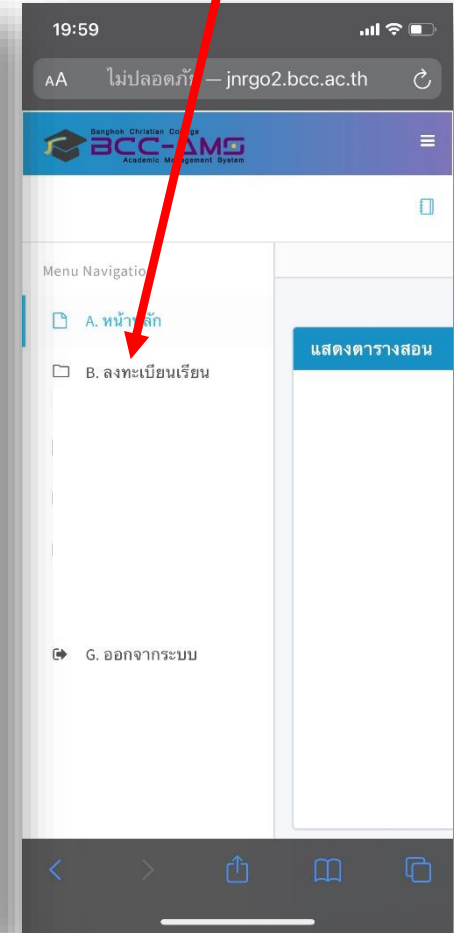 19:59
AA ไม่ปลอดภัย — jnrgo2.bcc.ac.th
Bangkok Christian College
BCC-AMS
Academic Management System
Menu Navigation
A. หน้าหลัก
แสดงตารางสอน
B. ลงทะเบียนเรียน
G. ออกจากระบบ